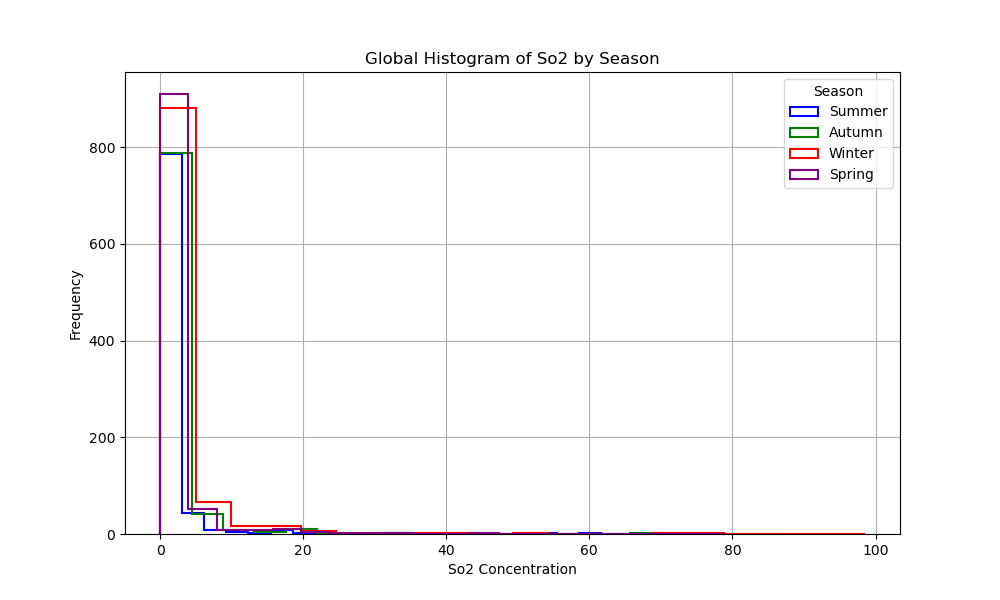 Global Histogram of So2 by Season
Season
Summer
Autumn
Winter
Spring
Frequency
800
600
400
200
0
0 20 40 60 80 100
So2 Concentration